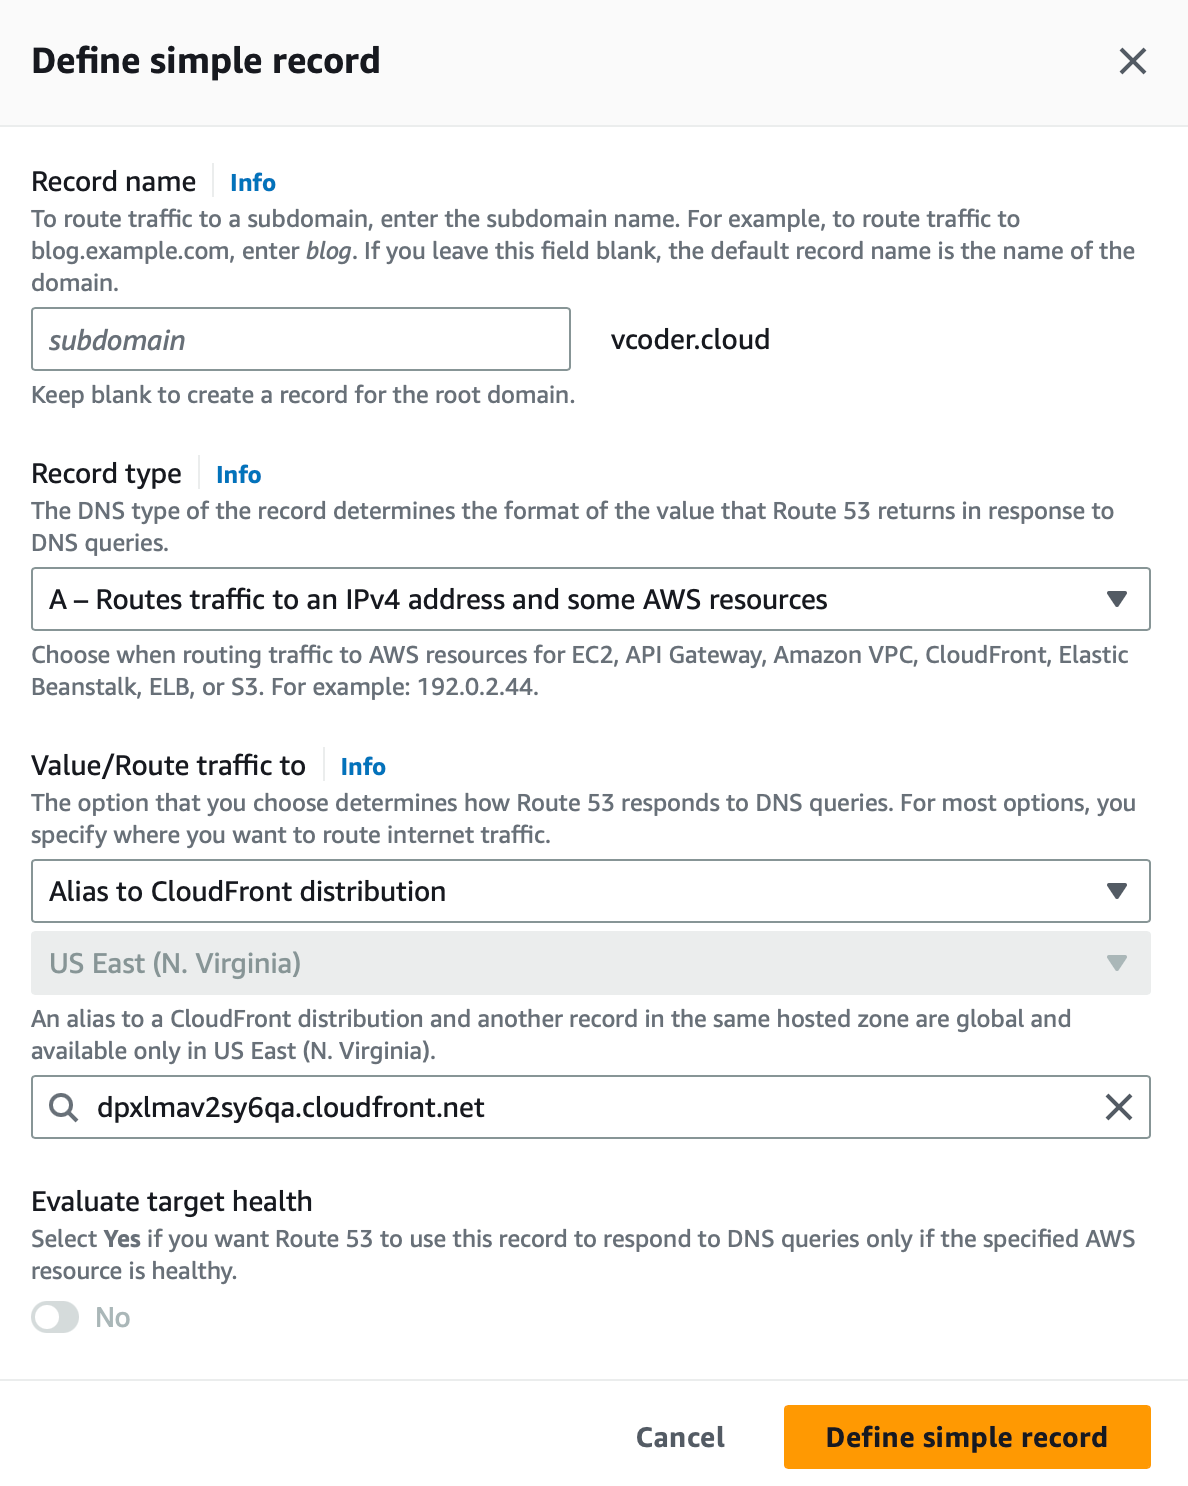 Define simple record
Record name Info
To route traffic to a subdomain, enter the subdomain name. For example, to route traffic to
blog.example.com, enter blog. If you leave this field blank, the default record name is the name of the
domain.
subdomain vcoder.cloud
Keep blank to create a record for the root domain.
Record type Info
The DNS type of the record determines the format of the value that Route 53 returns in response to
DNS queries.
A – Routes traffic to an IPv4 address and some AWS resources
Choose when routing traffic to AWS resources for EC2, API Gateway, Amazon VPC, CloudFront, Elastic
Beanstalk, ELB, or S3. For example: 192.0.2.44.
Value/Route traffic to Info
The option that you choose determines how Route 53 responds to DNS queries. For most options, you
specify where you want to route internet traffic.
Alias to CloudFront distribution
US East (N. Virginia)
An alias to a CloudFront distribution and another record in the same hosted zone are global and
available only in US East (N. Virginia).
dpxlmav2sy6qa.cloudfront.net
Evaluate target health
Select Yes if you want Route 53 to use this record to respond to DNS queries only if the specified AWS
resource is healthy.
No
Cancel Define simple record